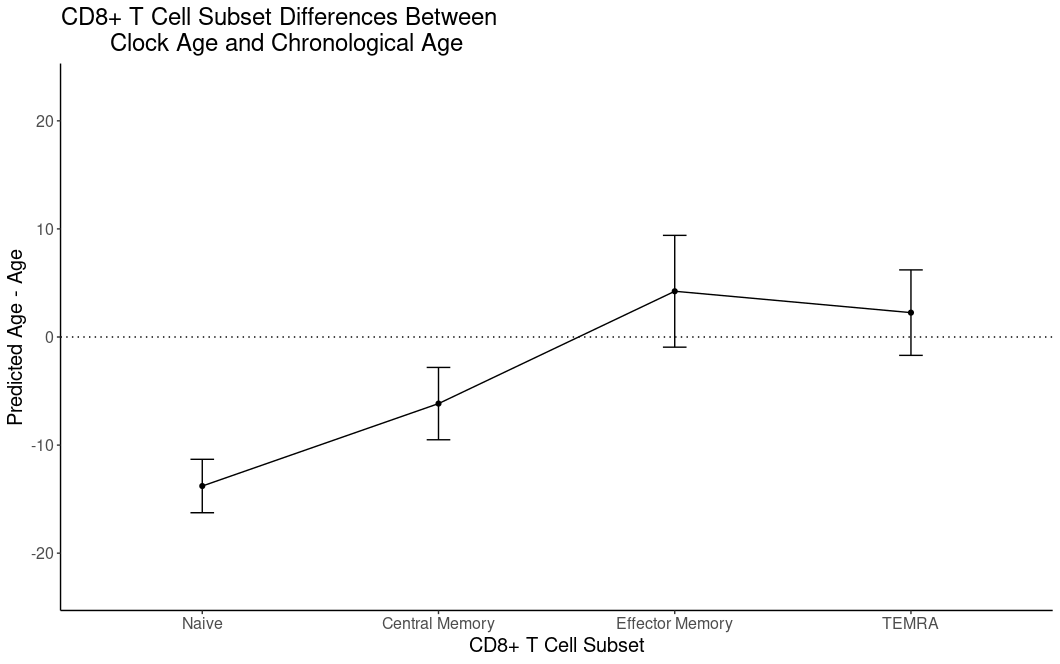 CD8+ T Cell Subset Differences Between
Clock Age and Chronological Age
Predicted Age - Age
20
10
0
-10
-20
Naive
Central Memory
Effector Memory
TEMRA
CD8+ T Cell Subset